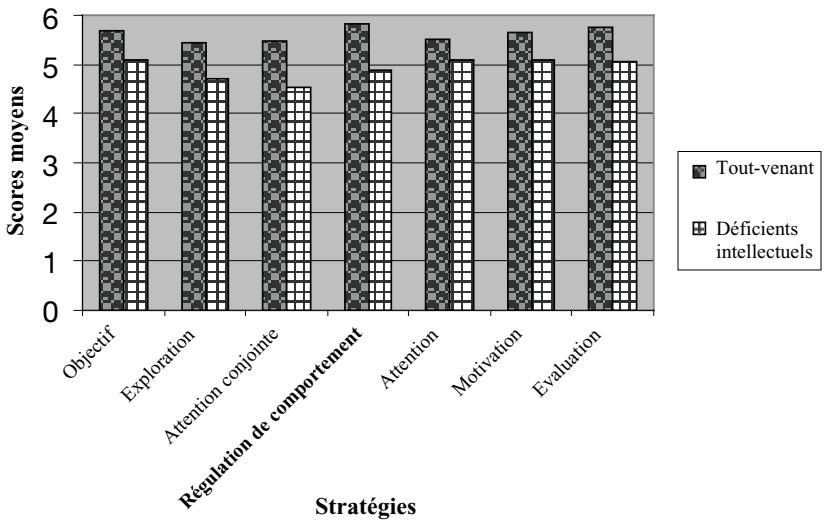 Scores moyens
6
5
4
3
2
1
0
Objectif
Exploration
Attention conjointe
Régulation de comportement
Attention
Motivation
Evaluation
Stratégies
Tout-venant
Déficients
intellectuels